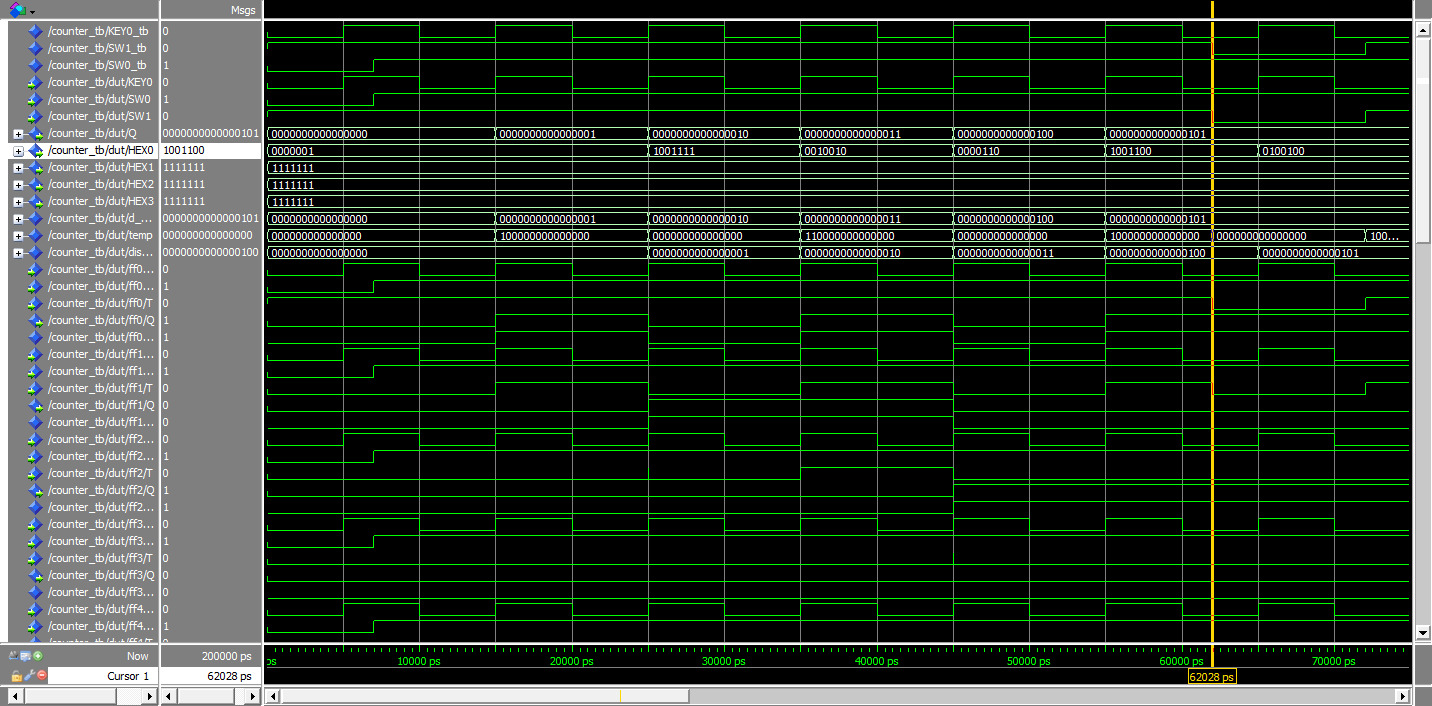 Msgs
/counter_tb/KEY0_tb 0
/counter_tb/SW1_tb 0
/counter_tb/SW0_tb 1
/counter_tb/dut/KEY0 0
/counter_tb/dut/SW0 1
/counter_tb/dut/SW1 0
/counter_tb/dut/Q 0000000000000101 0000000000000000 0000000000000001 0000000000000010 0000000000000011 0000000000000100 0000000000000101
/counter_tb/dut/HEX0 1001100 0000001 1001111 0010010 0000110 1001100 0100100
/counter_tb/dut/HEX1 1111111 1111111
/counter_tb/dut/HEX2 1111111 1111111
/counter_tb/dut/HEX3 1111111 1111111
/counter_tb/dut/d_... 0000000000000101 0000000000000000 0000000000000001 0000000000000010 0000000000000011 0000000000000100 0000000000000101
/counter_tb/dut/temp 000000000000000 000000000000000 100000000000000 000000000000000 110000000000000 000000000000000 100000000000000 000000000000000 100...
/counter_tb/dut/dis... 0000000000000100 0000000000000000 0000000000000001 0000000000000010 0000000000000011 0000000000000100 0000000000000101
/counter_tb/dut/ff0... 0
/counter_tb/dut/ff0... 1
/counter_tb/dut/ff0/T 0
/counter_tb/dut/ff0/Q 1
/counter_tb/dut/ff0... 1
/counter_tb/dut/ff1... 0
/counter_tb/dut/ff1... 1
/counter_tb/dut/ff1/T 0
/counter_tb/dut/ff1/Q 0
/counter_tb/dut/ff1... 0
/counter_tb/dut/ff2... 0
/counter_tb/dut/ff2... 1
/counter_tb/dut/ff2/T 0
/counter_tb/dut/ff2/Q 1
/counter_tb/dut/ff2... 1
/counter_tb/dut/ff3... 0
/counter_tb/dut/ff3... 1
/counter_tb/dut/ff3/T 0
/counter_tb/dut/ff3/Q 0
/counter_tb/dut/ff3... 0
/counter_tb/dut/ff4... 0
/counter_tb/dut/ff4... 1
Now 200000 ps ps 10000 ps 20000 ps 30000 ps 40000 ps 50000 ps 60000 ps 70000 ps
Cursor 1 62028 ps 62028 ps